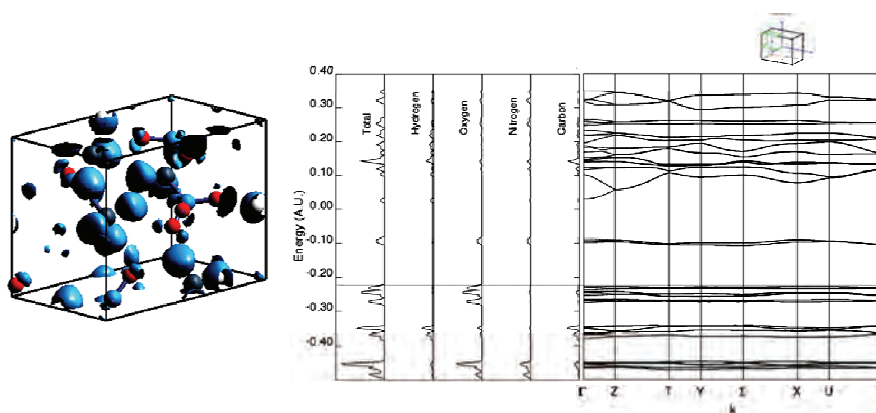 0.40
0.30
0.20
0.10
0.00
-0.10
-0.20
-0.30
-0.40
Energy (A.U.)
Total
Hydrogen
Oxygen
Nitrogen
Carbon
Γ Z T Y Σ X U
k